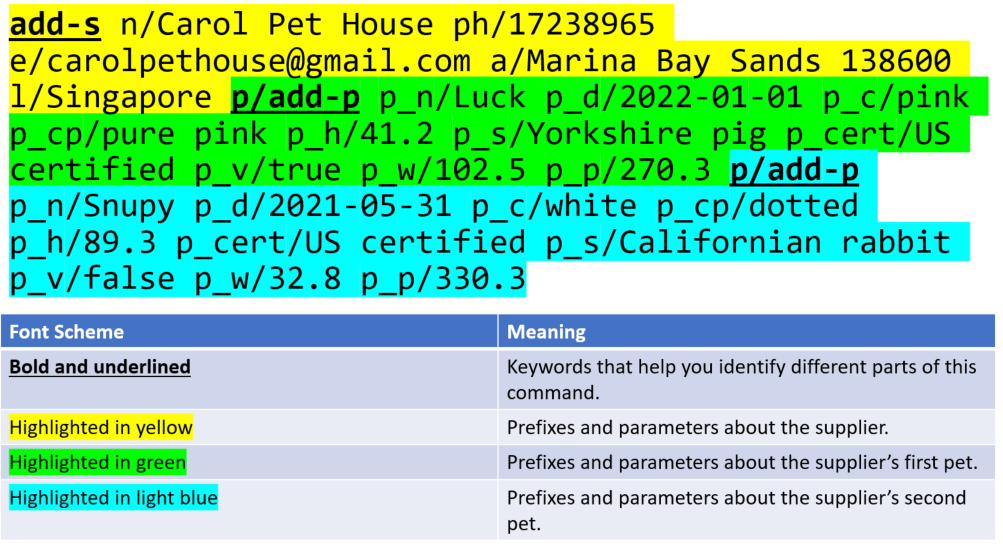 add-s n/Carol Pet House ph/17238965
e/carolpethouse@gmail.com a/Marina Bay Sands 138600
l/Singapore p/add-p p_n/Luck p_d/2022-01-01 p_c/pink
p_cp/pure pink p_h/41.2 p_s/Yorkshire pig p_cert/US
certified p_v/true p_w/102.5 p_p/270.3 p/add-p
p_n/Snupy p_d/2021-05-31 p_c/white p_cp/dotted
p_h/89.3 p_cert/US certified p_s/Californian rabbit
p_v/false p_w/32.8 p_p/330.3
Font Scheme Meaning
Bold and underlined Keywords that help you identify different parts of this
command.
Highlighted in yellow Prefixes and parameters about the supplier.
Highlighted in green Prefixes and parameters about the supplier’s first pet.
Highlighted in light blue Prefixes and parameters about the supplier’s second
pet.